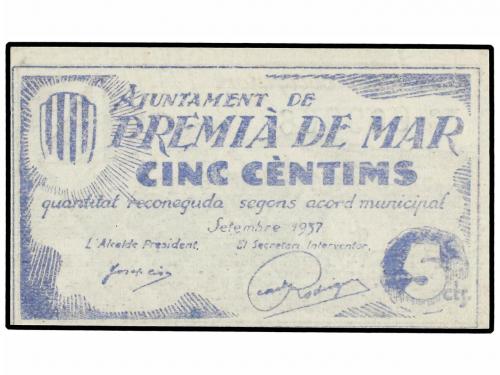 AJUNTAMENT DE
PREMIÀ DE MAR
CINC CÈNTIMS
quantitat reconeguda segons acord municipal
Setembre 1937
L'Alcalde President, El Secretari Interventor,
5 cts.